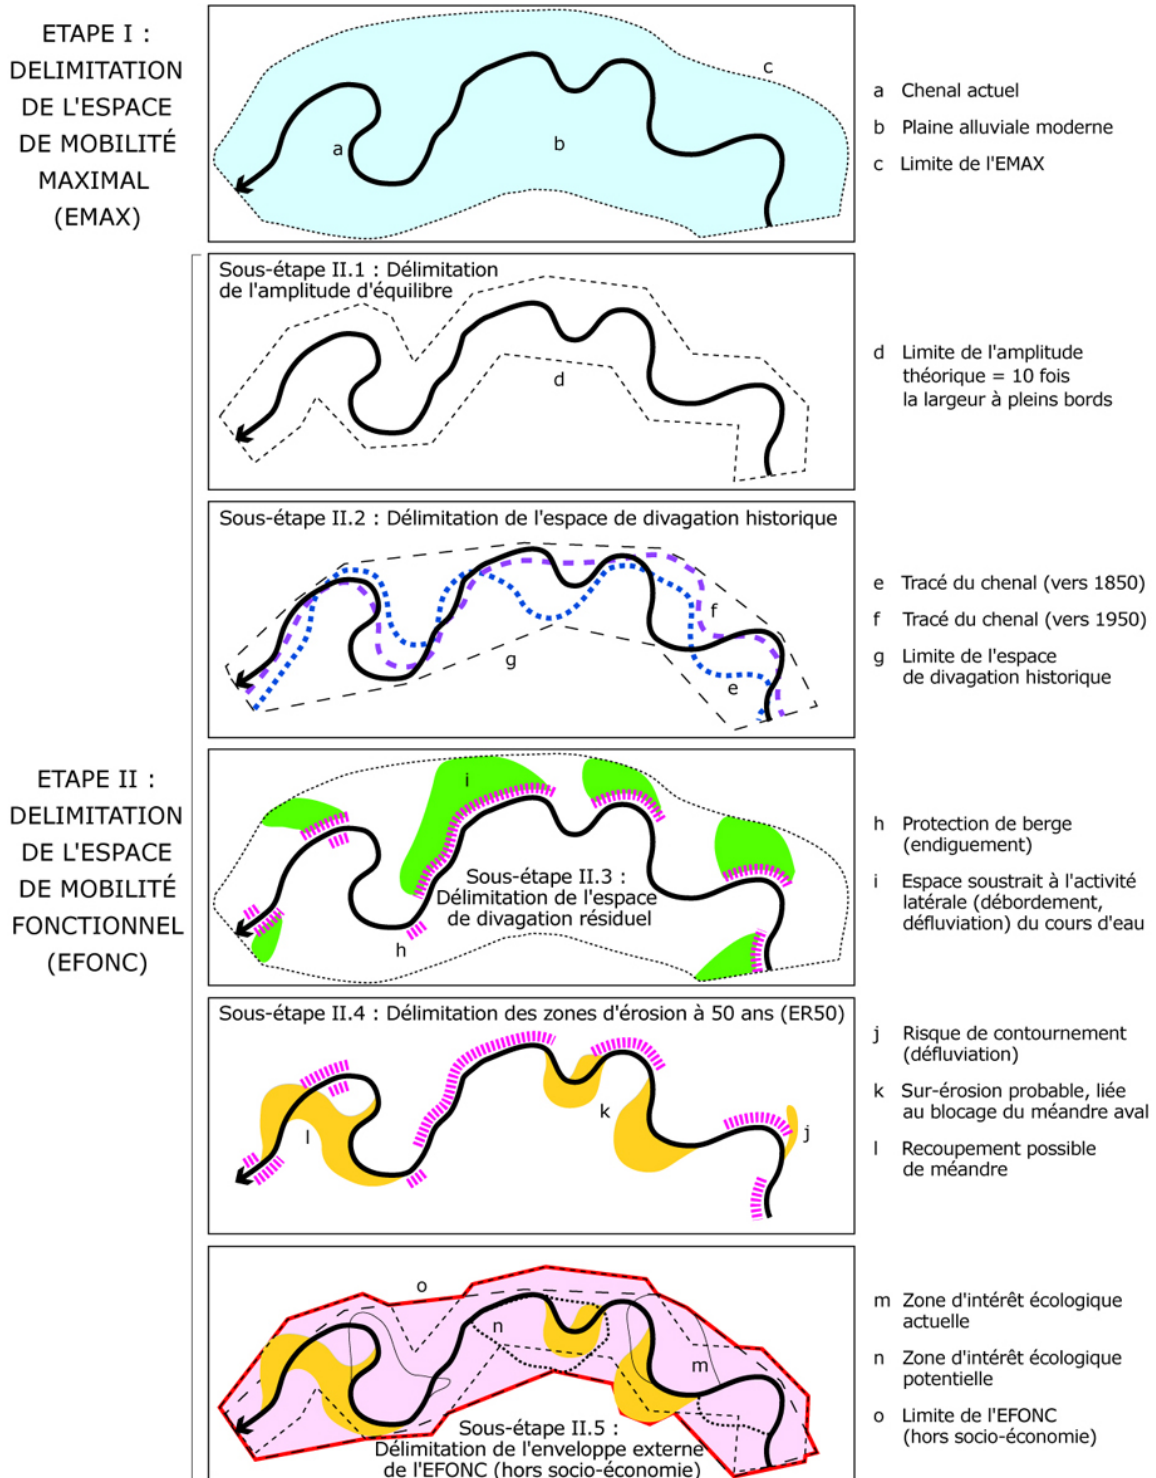 ETAPE I :
DELIMITATION
DE L'ESPACE
DE MOBILITÉ
MAXIMAL
(EMAX)
c
a
b
a Chenal actuel
b Plaine alluviale moderne
c Limite de l'EMAX
Sous-étape II.1 : Délimitation
de l'amplitude d'équilibre
d
d Limite de l'amplitude
théorique = 10 fois
la largeur à pleins bords
Sous-étape II.2 : Délimitation de l'espace de divagation historique
f
g
e
e Tracé du chenal (vers 1850)
f Tracé du chenal (vers 1950)
g Limite de l'espace
de divagation historique
ETAPE II :
DELIMITATION
DE L'ESPACE
DE MOBILITÉ
FONCTIONNEL
(EFONC)
i
Sous-étape II.3 :
Délimitation de l'espace
de divagation résiduel
h
h Protection de berge
(endiguement)
i Espace soustrait à l'activité
latérale (débordement,
défluviation) du cours d'eau
Sous-étape II.4 : Délimitation des zones d'érosion à 50 ans (ER50)
k
l
j
j Risque de contournement
(défluviation)
k Sur-érosion probable, liée
au blocage du méandre aval
l Recoupement possible
de méandre
o
n
m
Sous-étape II.5 :
Délimitation de l'enveloppe externe
de l'EFONC (hors socio-économie)
m Zone d'intérêt écologique
actuelle
n Zone d'intérêt écologique
potentielle
o Limite de l'EFONC
(hors socio-économie)